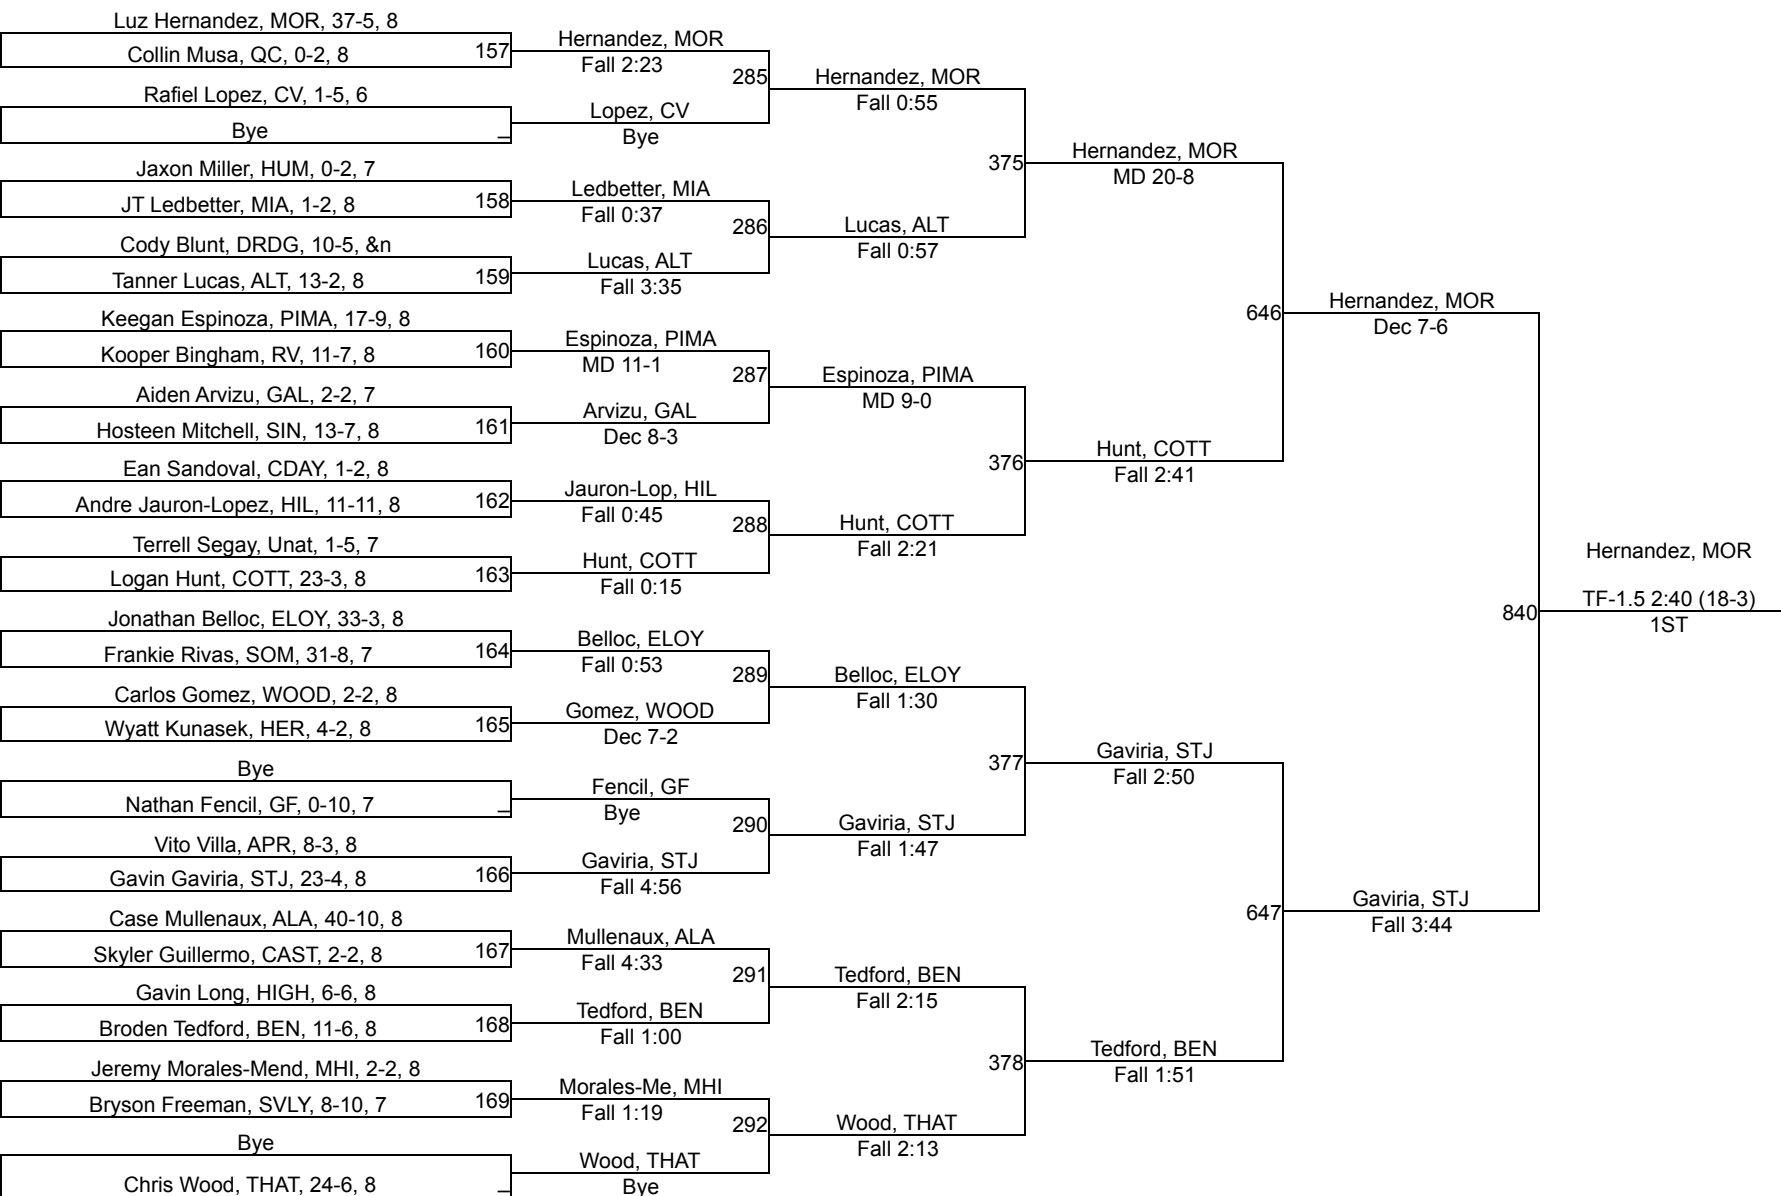 Luz Hernandez, MOR, 37-5, 8
Collin Musa, QC, 0-2, 8
157
Rafiel Lopez, CV, 1-5, 6
Bye
_
Jaxon Miller, HUM, 0-2, 7
JT Ledbetter, MIA, 1-2, 8
158
Cody Blunt, DRDG, 10-5, &n
Tanner Lucas, ALT, 13-2, 8
159
Keegan Espinoza, PIMA, 17-9, 8
Kooper Bingham, RV, 11-7, 8
160
Aiden Arvizu, GAL, 2-2, 7
Hosteen Mitchell, SIN, 13-7, 8
161
Ean Sandoval, CDAY, 1-2, 8
Andre Jauron-Lopez, HIL, 11-11, 8
162
Terrell Segay, Unat, 1-5, 7
Logan Hunt, COTT, 23-3, 8
163
Jonathan Belloc, ELOY, 33-3, 8
Frankie Rivas, SOM, 31-8, 7
164
Carlos Gomez, WOOD, 2-2, 8
Wyatt Kunasek, HER, 4-2, 8
165
Bye
Nathan Fencil, GF, 0-10, 7
_
Vito Villa, APR, 8-3, 8
Gavin Gaviria, STJ, 23-4, 8
166
Case Mullenaux, ALA, 40-10, 8
Skyler Guillermo, CAST, 2-2, 8
167
Gavin Long, HIGH, 6-6, 8
Broden Tedford, BEN, 11-6, 8
168
Jeremy Morales-Mend, MHI, 2-2, 8
Bryson Freeman, SVLY, 8-10, 7
169
Bye
Chris Wood, THAT, 24-6, 8
_
Hernandez, MOR
Fall 2:23
285
Lopez, CV
Bye
Ledbetter, MIA
Fall 0:37
286
Lucas, ALT
Fall 3:35
Espinoza, PIMA
MD 11-1
287
Arvizu, GAL
Dec 8-3
Jauron-Lop, HIL
Fall 0:45
288
Hunt, COTT
Fall 0:15
Belloc, ELOY
Fall 0:53
289
Gomez, WOOD
Dec 7-2
Fencil, GF
Bye
290
Gaviria, STJ
Fall 4:56
Mullenaux, ALA
Fall 4:33
291
Tedford, BEN
Fall 1:00
Morales-Me, MHI
Fall 1:19
292
Wood, THAT
Bye
Hernandez, MOR
Fall 0:55
375
Lucas, ALT
Fall 0:57
Espinoza, PIMA
MD 9-0
376
Hunt, COTT
Fall 2:21
Belloc, ELOY
Fall 1:30
377
Gaviria, STJ
Fall 1:47
Tedford, BEN
Fall 2:15
378
Wood, THAT
Fall 2:13
Hernandez, MOR
MD 20-8
646
Hunt, COTT
Fall 2:41
Gaviria, STJ
Fall 2:50
647
Tedford, BEN
Fall 1:51
Hernandez, MOR
Dec 7-6
840
Gaviria, STJ
Fall 3:44
Hernandez, MOR
TF-1.5 2:40 (18-3)
1ST